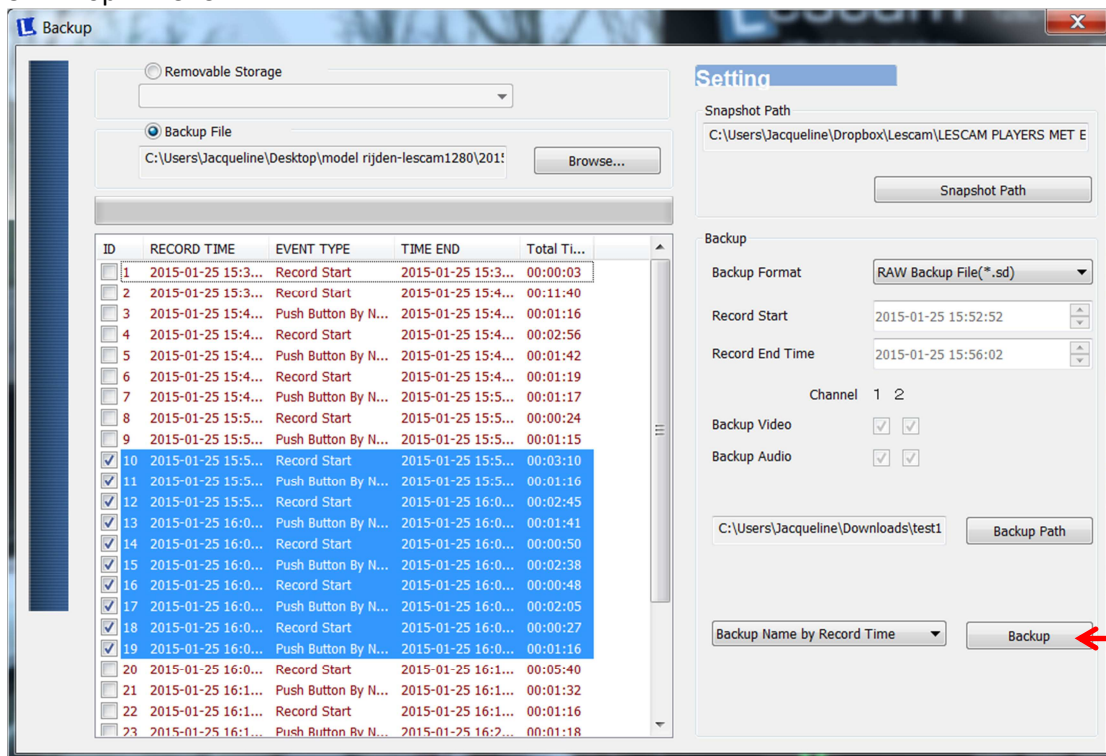 Backup
Removable Storage
Backup File
C:\Users\Jacqueline\Desktop\model rijden-lescam1280\201
Browse...
ID RECORD TIME EVENT TYPE TIME END Total Ti...
1 2015-01-25 15:3... Record Start 2015-01-25 15:3... 00:00:03
2 2015-01-25 15:3... Record Start 2015-01-25 15:4... 00:11:40
3 2015-01-25 15:4... Push Button By N... 2015-01-25 15:4... 00:01:16
4 2015-01-25 15:4... Record Start 2015-01-25 15:4... 00:02:56
5 2015-01-25 15:4... Push Button By N... 2015-01-25 15:4... 00:01:42
6 2015-01-25 15:4... Record Start 2015-01-25 15:4... 00:01:19
7 2015-01-25 15:4... Push Button By N... 2015-01-25 15:5... 00:01:17
8 2015-01-25 15:5... Record Start 2015-01-25 15:5... 00:00:24
9 2015-01-25 15:5... Push Button By N... 2015-01-25 15:5... 00:01:15
10 2015-01-25 15:5... Record Start 2015-01-25 15:5... 00:03:10
11 2015-01-25 15:5... Push Button By N... 2015-01-25 15:5... 00:01:16
12 2015-01-25 15:5... Record Start 2015-01-25 16:0... 00:02:45
13 2015-01-25 16:0... Push Button By N... 2015-01-25 16:0... 00:01:41
14 2015-01-25 16:0... Record Start 2015-01-25 16:0... 00:00:50
15 2015-01-25 16:0... Push Button By N... 2015-01-25 16:0... 00:02:38
16 2015-01-25 16:0... Record Start 2015-01-25 16:0... 00:00:48
17 2015-01-25 16:0... Push Button By N... 2015-01-25 16:0... 00:02:05
18 2015-01-25 16:0... Record Start 2015-01-25 16:0... 00:00:27
19 2015-01-25 16:0... Push Button By N... 2015-01-25 16:0... 00:01:16
20 2015-01-25 16:0... Record Start 2015-01-25 16:1... 00:05:40
21 2015-01-25 16:1... Push Button By N... 2015-01-25 16:1... 00:01:32
22 2015-01-25 16:1... Record Start 2015-01-25 16:1... 00:01:16
23 2015-01-25 16:1... Push Button By N... 2015-01-25 16:2... 00:01:18
Setting
Snapshot Path
C:\Users\Jacqueline\Dropbox\Lescam\LESCAM PLAYERS MET E
Snapshot Path
Backup
Backup Format RAW Backup File(*.sd)
Record Start 2015-01-25 15:52:52
Record End Time 2015-01-25 15:56:02
Channel 1 2
Backup Video
Backup Audio
C:\Users\Jacqueline\Downloads\test1
Backup Path
Backup Name by Record Time
Backup